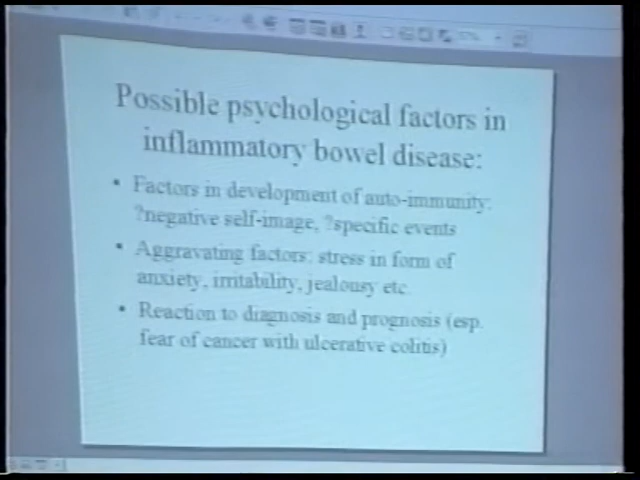 Possible psychological factors in
inflammatory bowel disease:
• Factors in development of auto-immunity:
?negative self-image, ?specific events
• Aggravating factors: stress in form of
anxiety, irritability, jealousy etc.
• Reaction to diagnosis and prognosis (esp.
fear of cancer with ulcerative colitis)